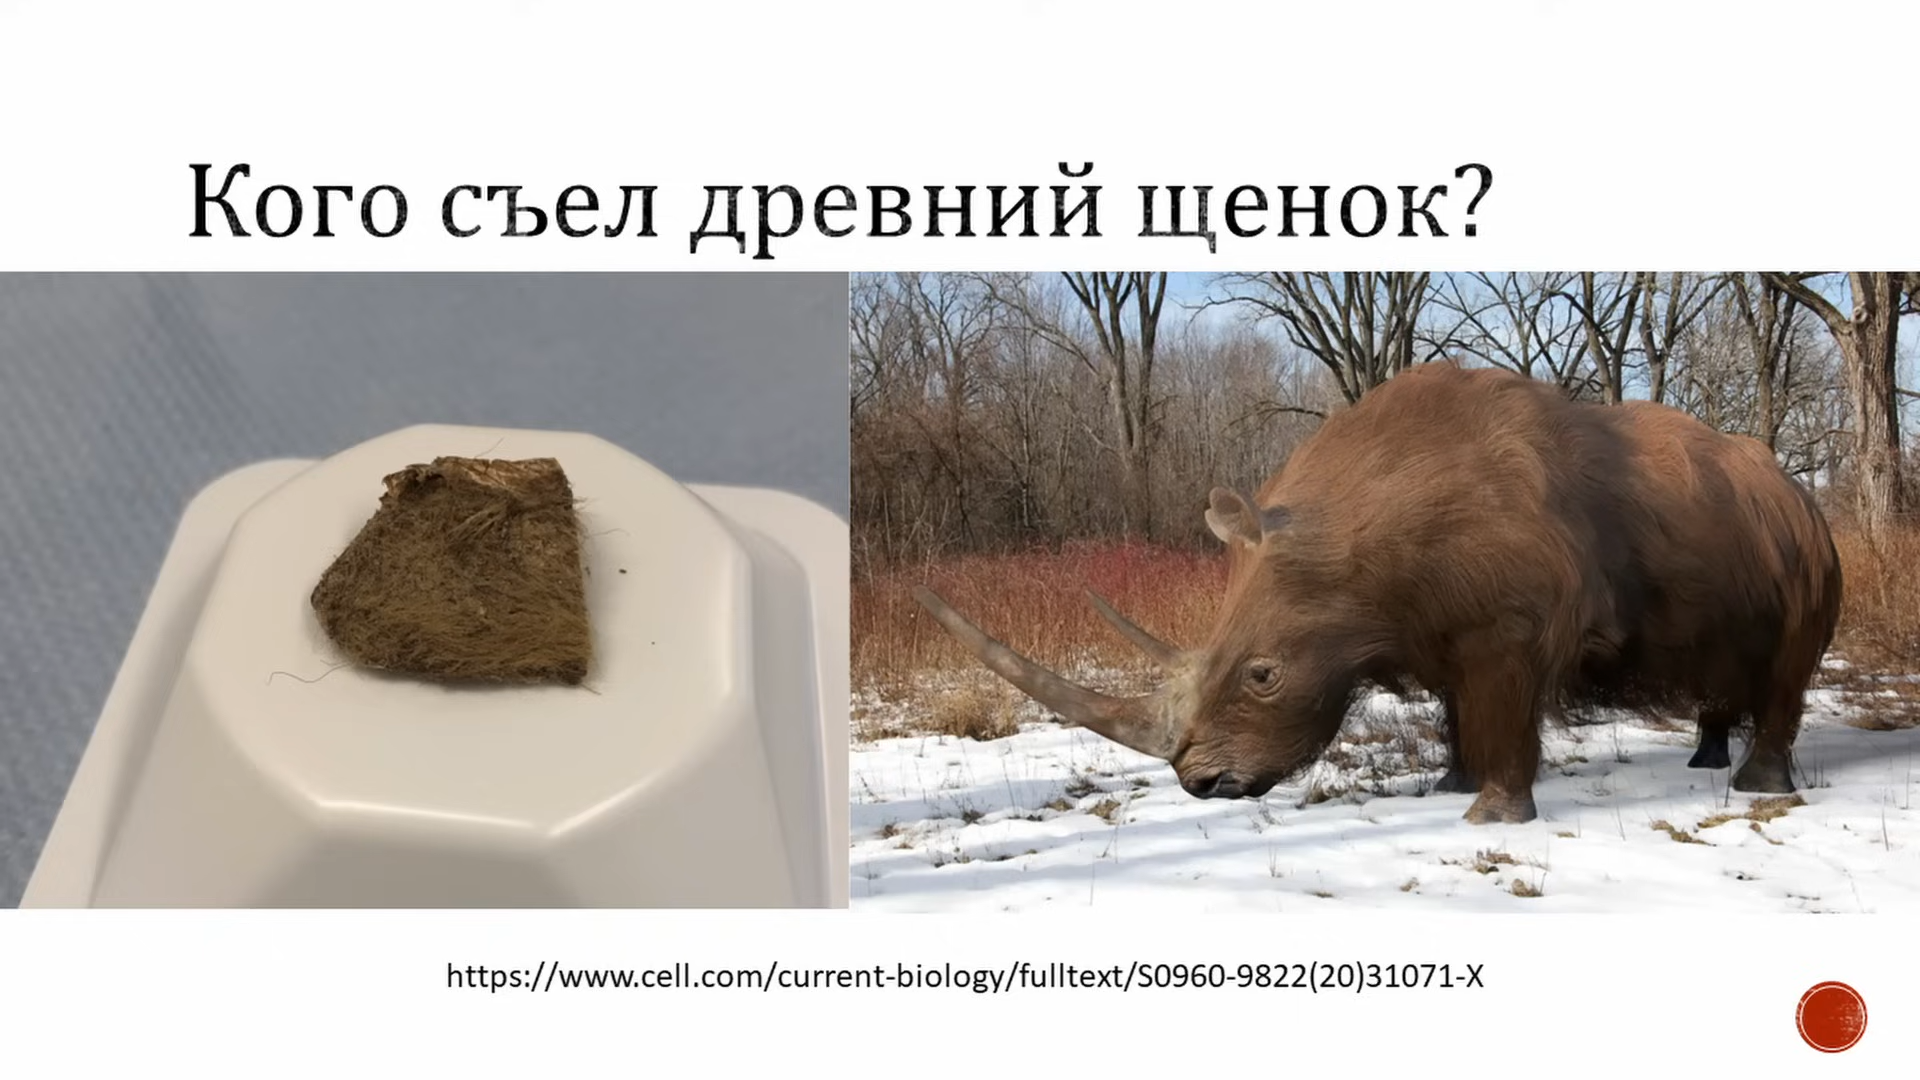 Кого съел древний щенок?
https://www.cell.com/current-biology/fulltext/S0960-9822(20)31071-X